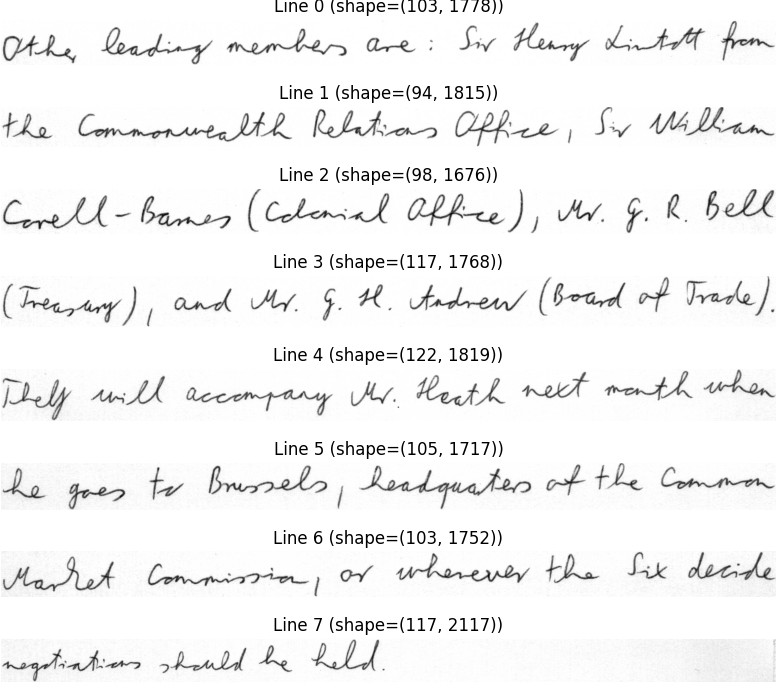 Line 0 (shape=(103, 1778))
Other leading members are : Sir Henry Lintott from
Line 1 (shape=(94, 1815))
the Commonwealth Relations Office, Sir William
Line 2 (shape=(98, 1676))
Corell-Barnes (Colonial Office), Mr. G. R. Bell
Line 3 (shape=(117, 1768))
(Treasury), and Mr. G. H. Andrew (Board of Trade).
Line 4 (shape=(122, 1819))
They will accompany Mr. Heath next month when
Line 5 (shape=(105, 1717))
he goes to Brussels, headquarters of the Common
Line 6 (shape=(103, 1752))
Market Commission, or wherever the Six decide
Line 7 (shape=(117, 2117))
negotiations should be held.